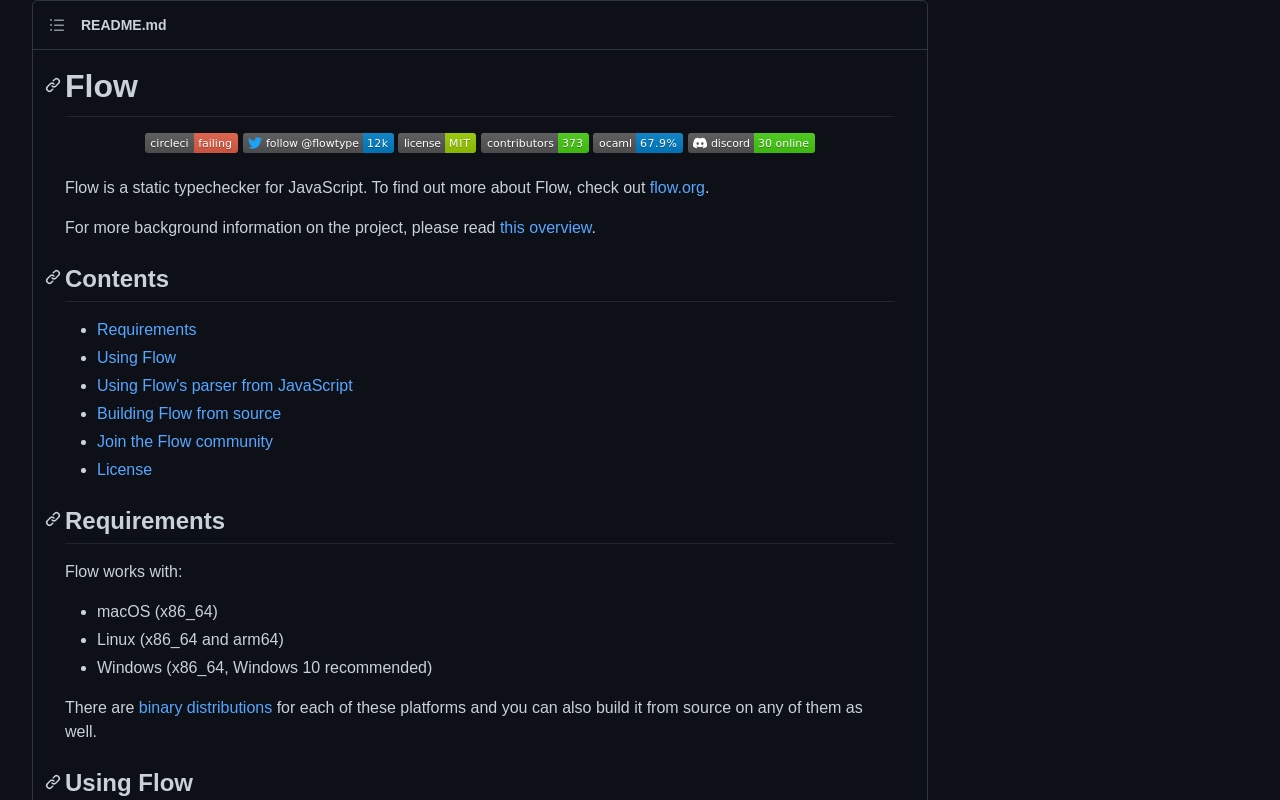 README.md
Flow
circleci failing follow @flowtype 12k license MIT contributors 373 ocaml 67.9% discord 30 online
Flow is a static typechecker for JavaScript. To find out more about Flow, check out flow.org.
For more background information on the project, please read this overview.
Contents
Requirements
Using Flow
Using Flow's parser from JavaScript
Building Flow from source
Join the Flow community
License
Requirements
Flow works with:
macOS (x86_64)
Linux (x86_64 and arm64)
Windows (x86_64, Windows 10 recommended)
There are binary distributions for each of these platforms and you can also build it from source on any of them as
well.
Using Flow